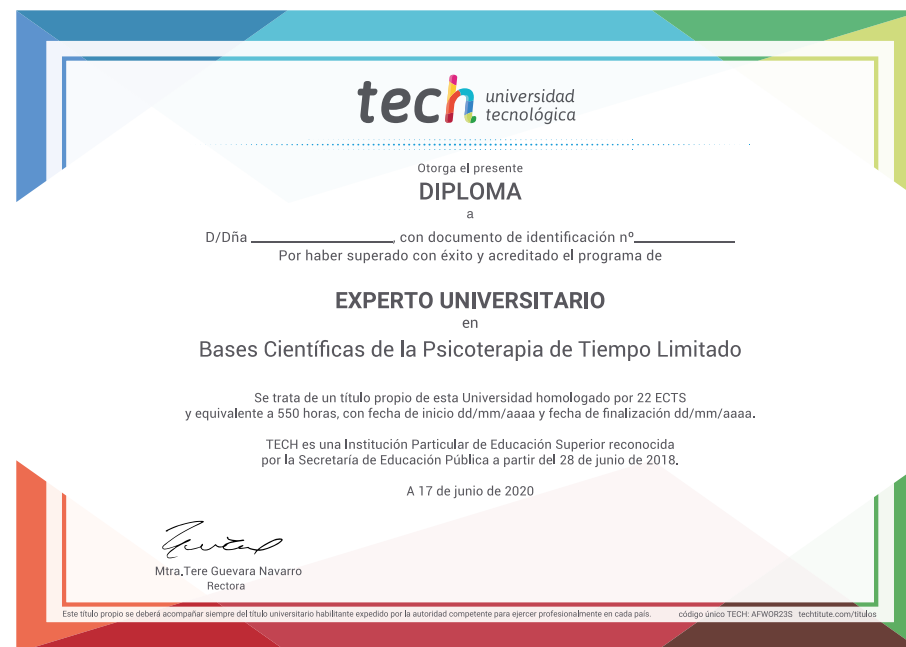 tech universidad
tecnológica
Otorga el presente
DIPLOMA
a
D/Dña ____________________, con documento de identificación nº______________
Por haber superado con éxito y acreditado el programa de
EXPERTO UNIVERSITARIO
en
Bases Científicas de la Psicoterapia de Tiempo Limitado
Se trata de un título propio de esta Universidad homologado por 22 ECTS
y equivalente a 550 horas, con fecha de inicio dd/mm/aaaa y fecha de finalización dd/mm/aaaa.
TECH es una Institución Particular de Educación Superior reconocida
por la Secretaría de Educación Pública a partir del 28 de junio de 2018.
A 17 de junio de 2020
Mtra.Tere Guevara Navarro
Rectora
Este título propio se deberá acompañar siempre del título universitario habilitante expedido por la autoridad competente para ejercer profesionalmente en cada país. código único TECH: AFWOR23S techtitute.com/titulos